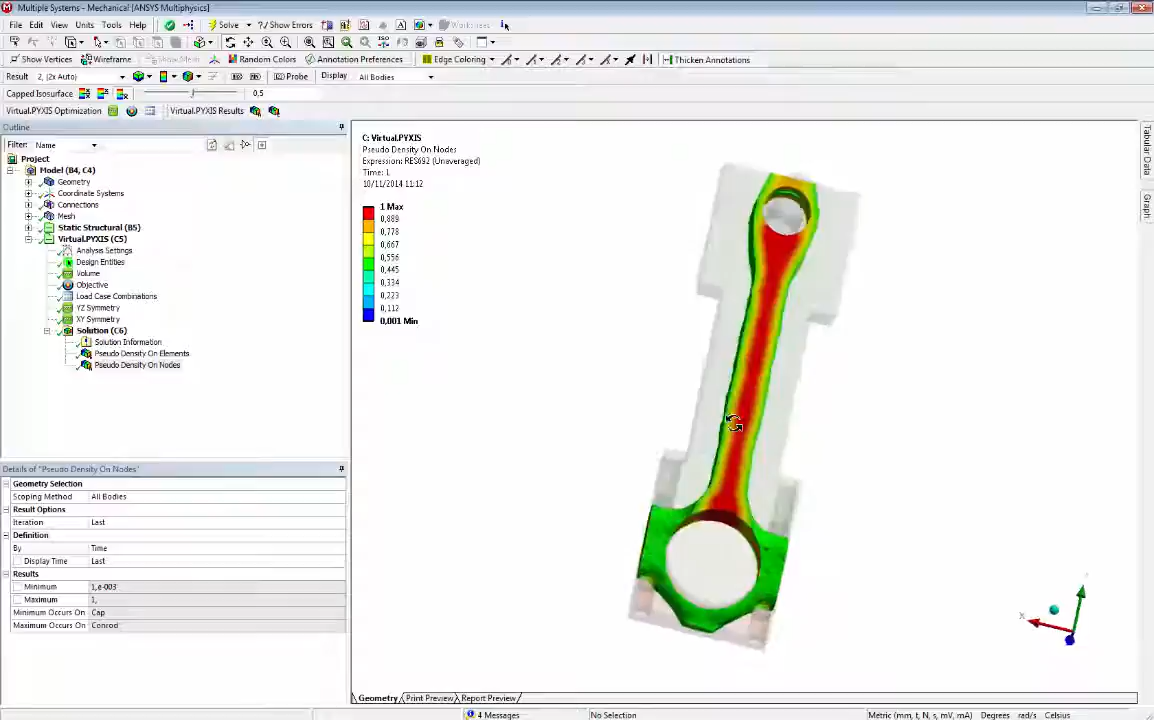 Multiple Systems - Mechanical [ANSYS Multiphysics]
File Edit View Units Tools Help Solve ?/Show Errors
Show Vertices Wireframe Show Mesh Random Colors Annotation Preferences Edge Coloring Thicken Annotations
Result 2, (2x Auto) Probe Display All Bodies
Capped Isosurface 0,5
Virtual.PYXIS Optimization Virtual.PYXIS Results
Outline
Filter: Name
Project
Model (B4, C4)
Geometry
Coordinate Systems
Connections
Mesh
Static Structural (B5)
Virtual.PYXIS (C5)
Analysis Settings
Design Entities
Volume
Objective
Load Case Combinations
YZ Symmetry
XY Symmetry
Solution (C6)
Solution Information
Pseudo Density On Elements
Pseudo Density On Nodes
Details of "Pseudo Density On Nodes"
Geometry Selection
Scoping Method All Bodies
Result Options
Iteration Last
Definition
By Time
Display Time Last
Results
Minimum 1,e-003
Maximum 1,
Minimum Occurs On Cap
Maximum Occurs On Conrod
C: Virtual.PYXIS
Pseudo Density On Nodes
Expression: RES692 (Unaveraged)
Time: 1
10/11/2014 11:12
1 Max
0,889
0,778
0,667
0,556
0,445
0,334
0,223
0,112
0,001 Min
X
Tabular Data
Graph
Geometry Print Preview Report Preview
4 Messages No Selection Metric (mm, t, N, s, mV, mA) Degrees rad/s Celsius